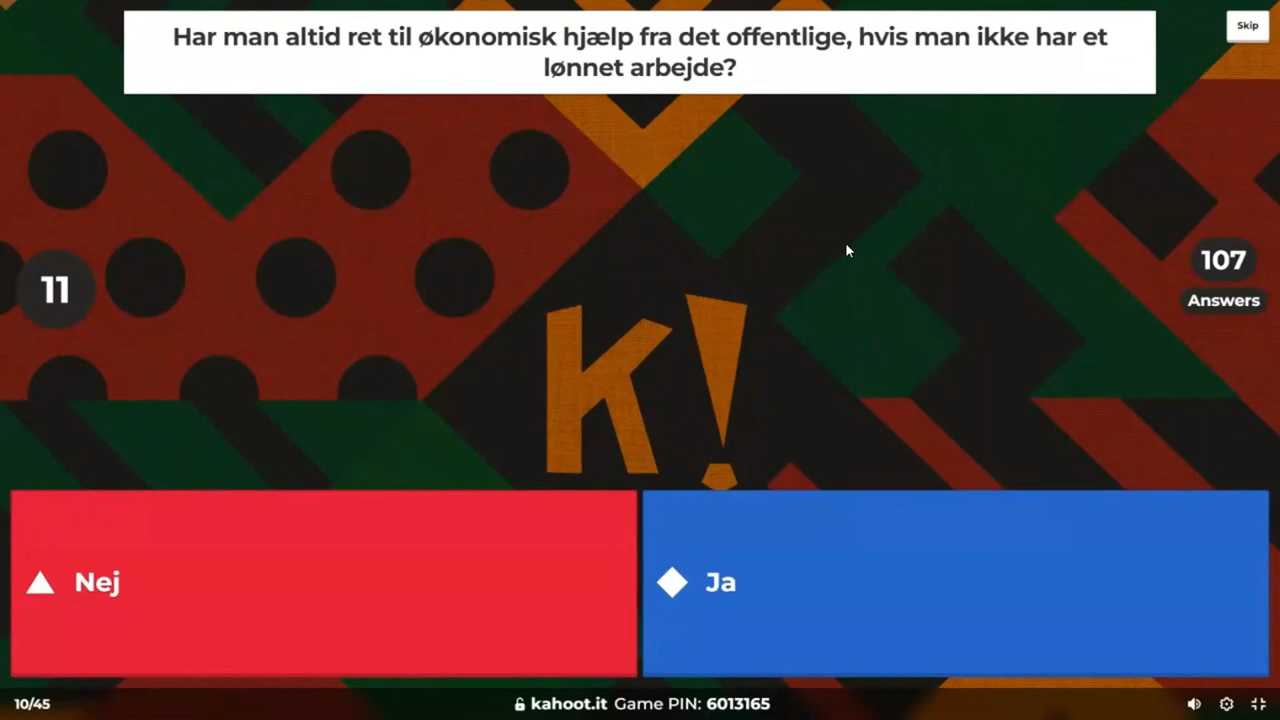 Har man altid ret til økonomisk hjælp fra det offentlige, hvis man ikke har et
lønnet arbejde?
Skip
11
107
Answers
K!
Nej
Ja
10/45
kahoot.it Game PIN: 6013165